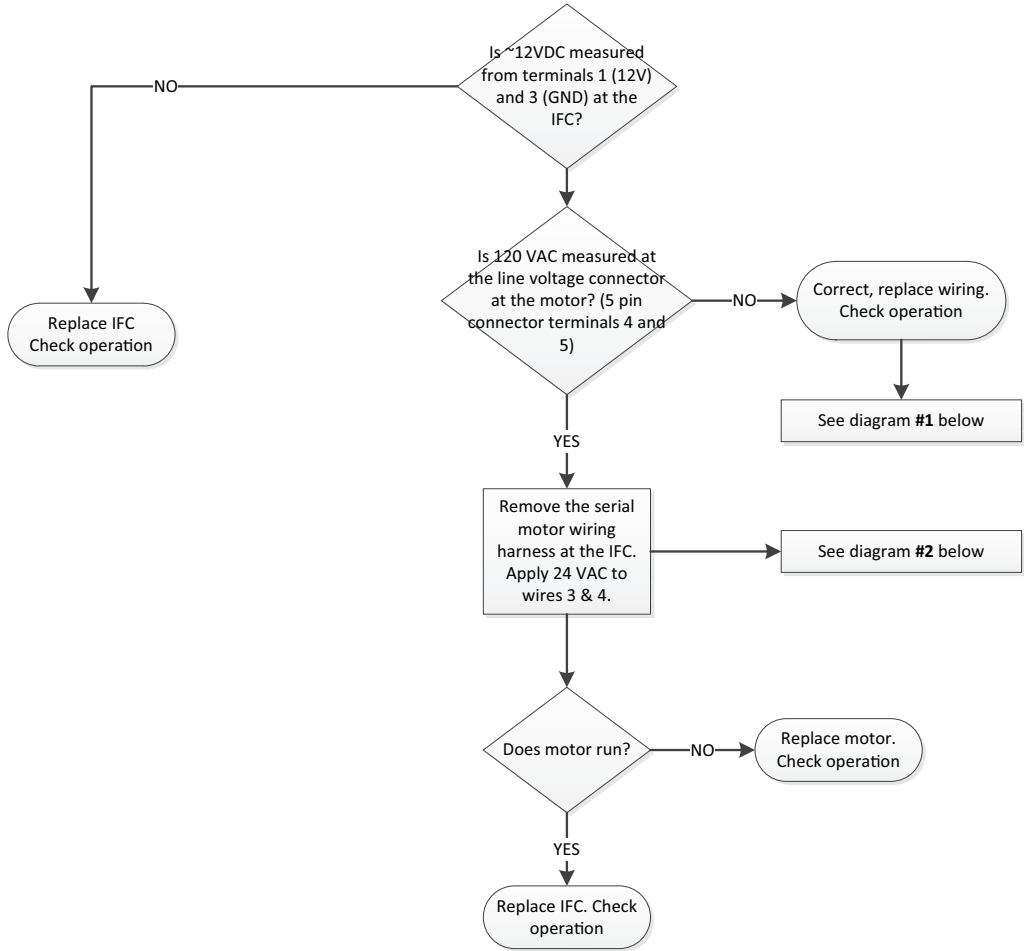 Is ~12VDC measured
from terminals 1 (12V)
and 3 (GND) at the
IFC?
NO
Is 120 VAC measured at
the line voltage connector
at the motor? (5 pin
connector terminals 4 and
5)
NO
Correct, replace wiring.
Check operation
Replace IFC
Check operation
See diagram #1 below
YES
Remove the serial
motor wiring
harness at the IFC.
Apply 24 VAC to
wires 3 & 4.
See diagram #2 below
Does motor run?
NO
Replace motor.
Check operation
YES
Replace IFC. Check
operation